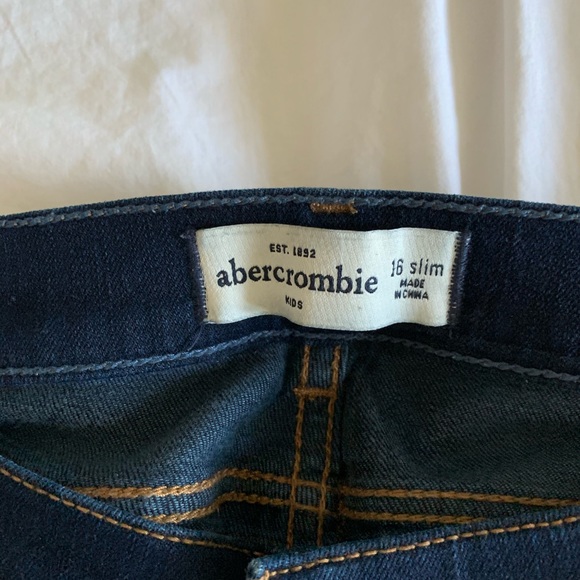 EST. 1892
abercrombie
KIDS
16 slim
MADE
IN CHINA